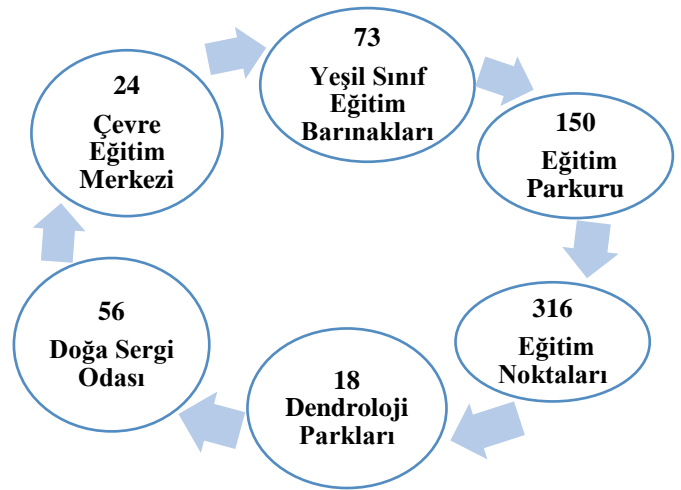 73
Yeşil Sınıf
Eğitim
Barınakları
150
Eğitim
Parkuru
316
Eğitim
Noktaları
18
Dendroloji
Parkları
56
Doğa Sergi
Odası
24
Çevre
Eğitim
Merkezi